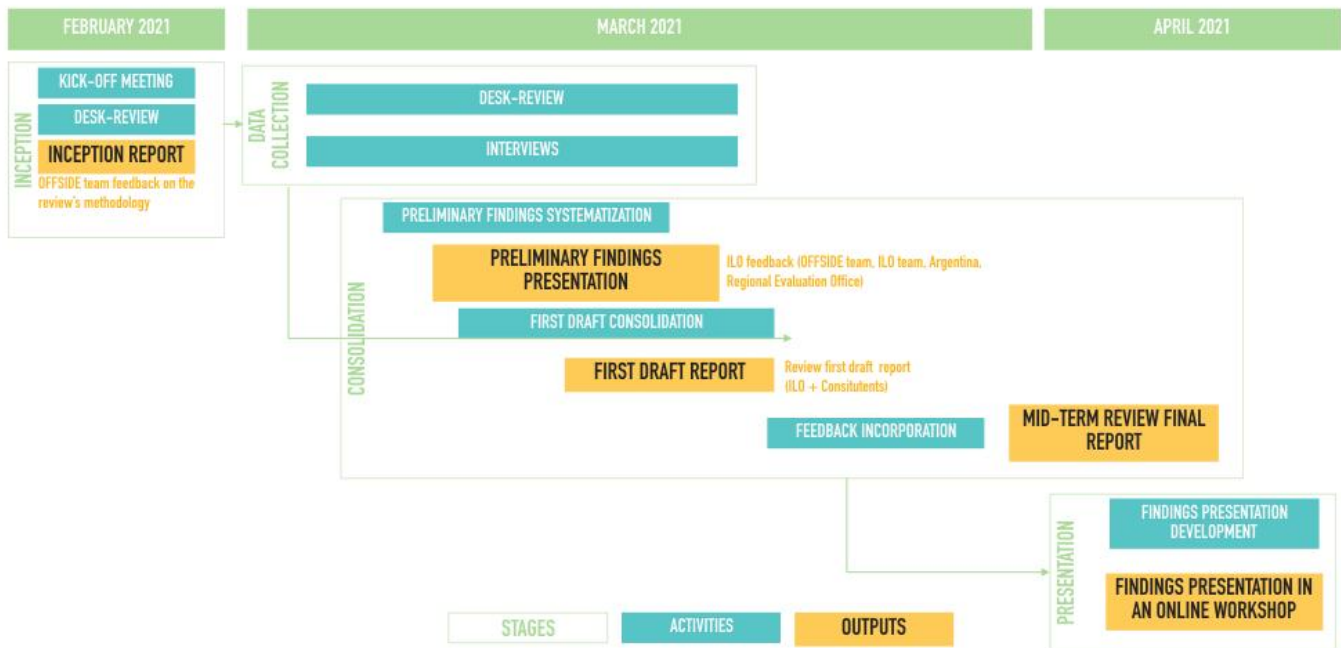 FEBRUARY 2021
MARCH 2021
APRIL 2021
INCEPTION
KICK-OFF MEETING
DESK-REVIEW
INCEPTION REPORT
OFFSIDE team feedback on the
review's methodology
DATA
COLLECTION
DESK-REVIEW
INTERVIEWS
CONSOLIDATION
PRELIMINARY FINDINGS SYSTEMATIZATION
PRELIMINARY FINDINGS
PRESENTATION
ILO feedback (OFFSIDE team, ILO team, Argentina,
Regional Evaluation Office)
FIRST DRAFT CONSOLIDATION
FIRST DRAFT REPORT
Review first draft report
(ILO + Consitutents)
FEEDBACK INCORPORATION
MID-TERM REVIEW FINAL
REPORT
PRESENTATION
FINDINGS PRESENTATION
DEVELOPMENT
FINDINGS PRESENTATION IN
AN ONLINE WORKSHOP
STAGES
ACTIVITIES
OUTPUTS